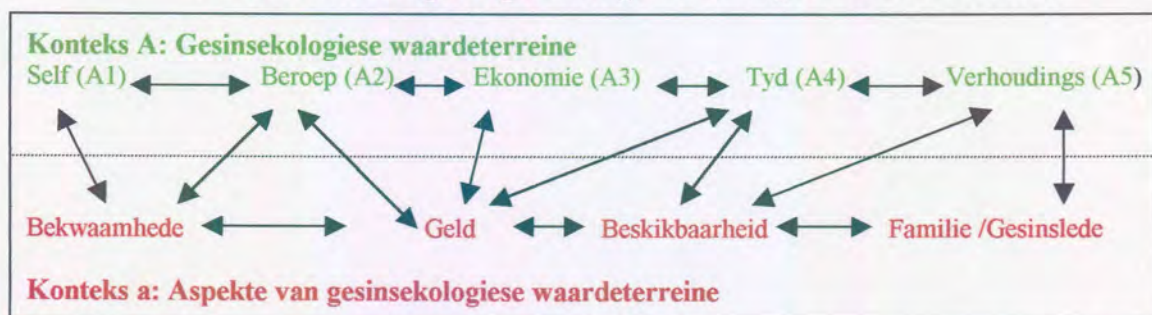 Konteks A: Gesinsekologiese waardeterreine
Self (A1) Beroep (A2) Ekonomie (A3) Tyd (A4) Verhoudings (A5)
Bekwaamhede Geld Beskikbaarheid Familie /Gesinslede
Konteks a: Aspekte van gesinsekologiese waardeterreine